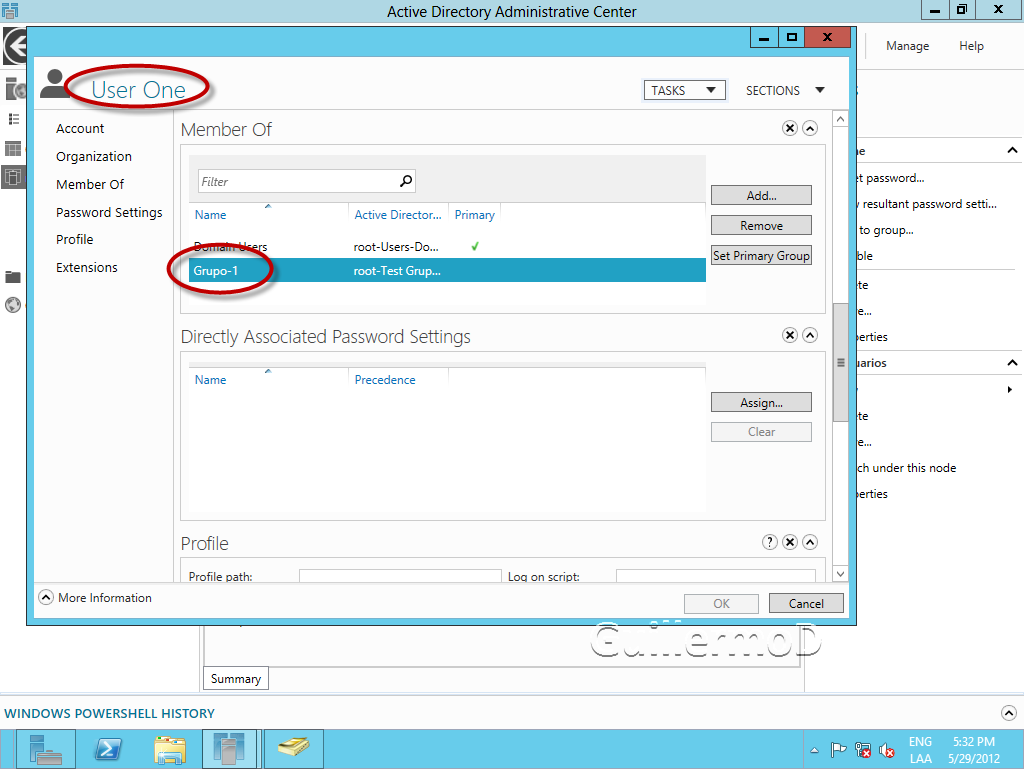 Active Directory Administrative Center
Manage Help
User One
TASKS SECTIONS
Account
Organization
Member Of
Password Settings
Profile
Extensions
Member Of
Filter
Name Active Director... Primary
Domain Users root-Users-Do...
Grupo-1 root-Test Grup...
Add...
Remove
Set Primary Group
Directly Associated Password Settings
Name Precedence
Assign...
Clear
Profile
Profile path: Log on script:
More Information
OK Cancel
et password...
resultant password setti...
to group...
ble
ete
e...
perties
uarios
ete
e...
ch under this node
perties
GuillermoD
Summary
WINDOWS POWERSHELL HISTORY
ENG 5:32 PM
LAA 5/29/2012